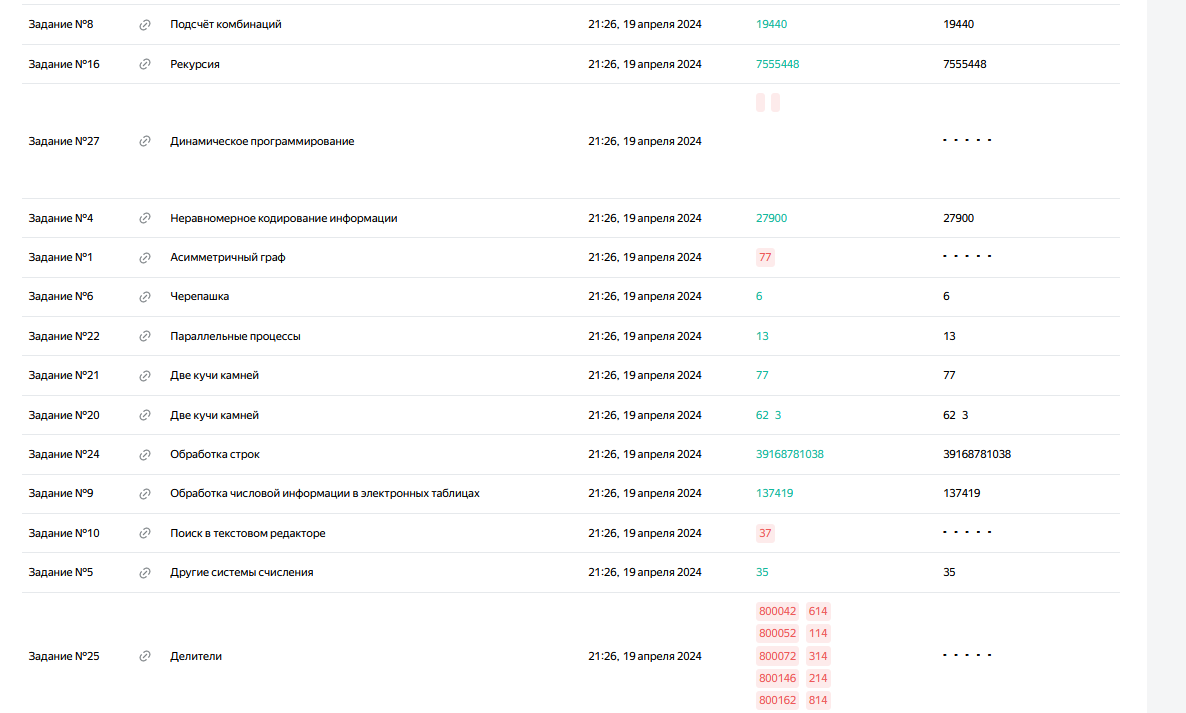 Задание №8 Подсчёт комбинаций 21:26, 19 апреля 2024 19440 19440
Задание №16 Рекурсия 21:26, 19 апреля 2024 7555448 7555448
Задание №27 Динамическое программирование 21:26, 19 апреля 2024 - - - - -
Задание №4 Неравномерное кодирование информации 21:26, 19 апреля 2024 27900 27900
Задание №1 Асимметричный граф 21:26, 19 апреля 2024 77 - - - - -
Задание №6 Черепашка 21:26, 19 апреля 2024 6 6
Задание №22 Параллельные процессы 21:26, 19 апреля 2024 13 13
Задание №21 Две кучи камней 21:26, 19 апреля 2024 77 77
Задание №20 Две кучи камней 21:26, 19 апреля 2024 62 3 62 3
Задание №24 Обработка строк 21:26, 19 апреля 2024 39168781038 39168781038
Задание №9 Обработка числовой информации в электронных таблицах 21:26, 19 апреля 2024 137419 137419
Задание №10 Поиск в текстовом редакторе 21:26, 19 апреля 2024 37 - - - - -
Задание №5 Другие системы счисления 21:26, 19 апреля 2024 35 35
800042 614
800052 114
Задание №25 Делители 21:26, 19 апреля 2024 800072 314 - - - - -
800146 214
800162 814